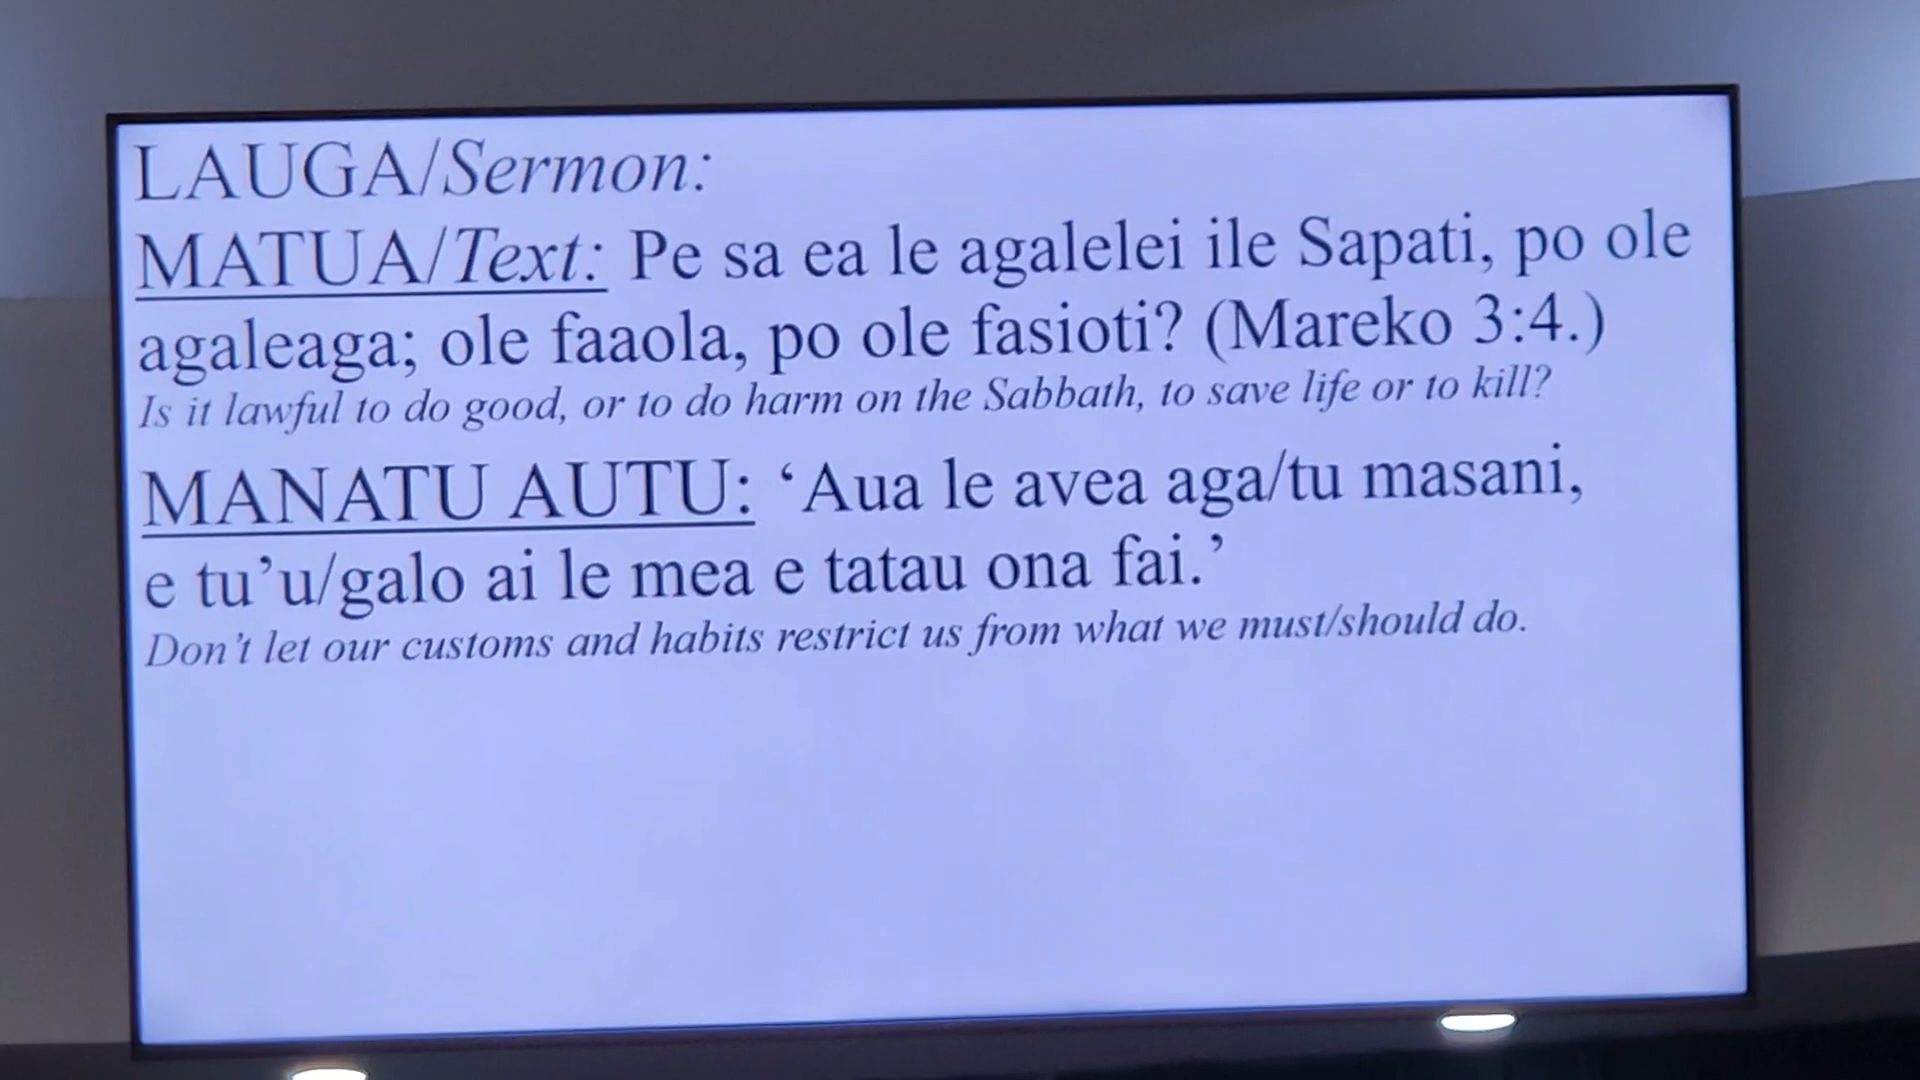 LAUGA/Sermon:
MATUA/Text: Pe sa ea le agalelei ile Sapati, po ole
agaleaga; ole faaola, po ole fasioti? (Mareko 3:4.)
Is it lawful to do good, or to do harm on the Sabbath, to save life or to kill?
MANATU AUTU: ‘Aua le avea aga/tu masani,
e tu’u/galo ai le mea e tatau ona fai.’
Don’t let our customs and habits restrict us from what we must/should do.